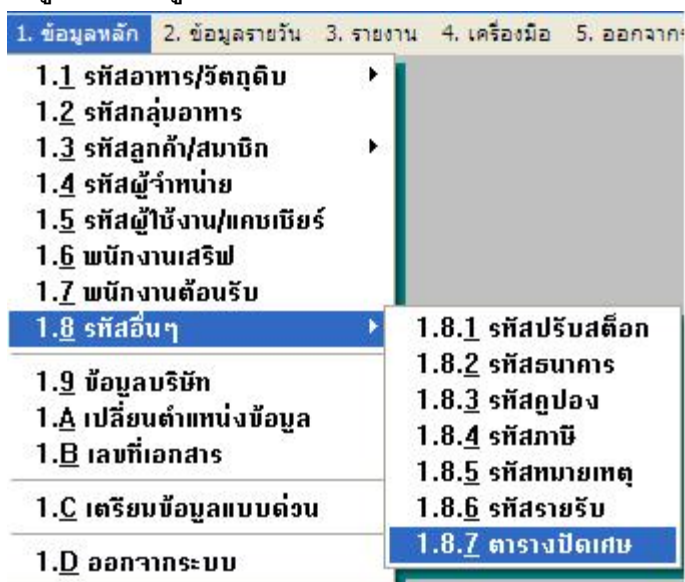 1. ข้อมูลหลัก 2. ข้อมูลรายวัน 3. รายงาน 4. เครื่องมือ 5. ออกจาก
1.1 รหัสอาหาร/วัตถุดิบ
1.2 รหัสกลุ่มอาหาร
1.3 รหัสลูกค้า/สมาชิก
1.4 รหัสผู้จำหน่าย
1.5 รหัสผู้ใช้งาน/แคชเชียร์
1.6 พนักงานเสริฟ
1.7 พนักงานต้อนรับ
1.8 รหัสอื่นๆ
1.9 ข้อมูลบริษัท
1.A เปลี่ยนตำแหน่งข้อมูล
1.B เลขที่เอกสาร
1.C เตรียมข้อมูลแบบด่วน
1.D ออกจากระบบ
1.8.1 รหัสปรับสต็อก
1.8.2 รหัสธนาคาร
1.8.3 รหัสคูปอง
1.8.4 รหัสภาษี
1.8.5 รหัสหมายเหตุ
1.8.6 รหัสรายรับ
1.8.7 ตารางปัดเศษ